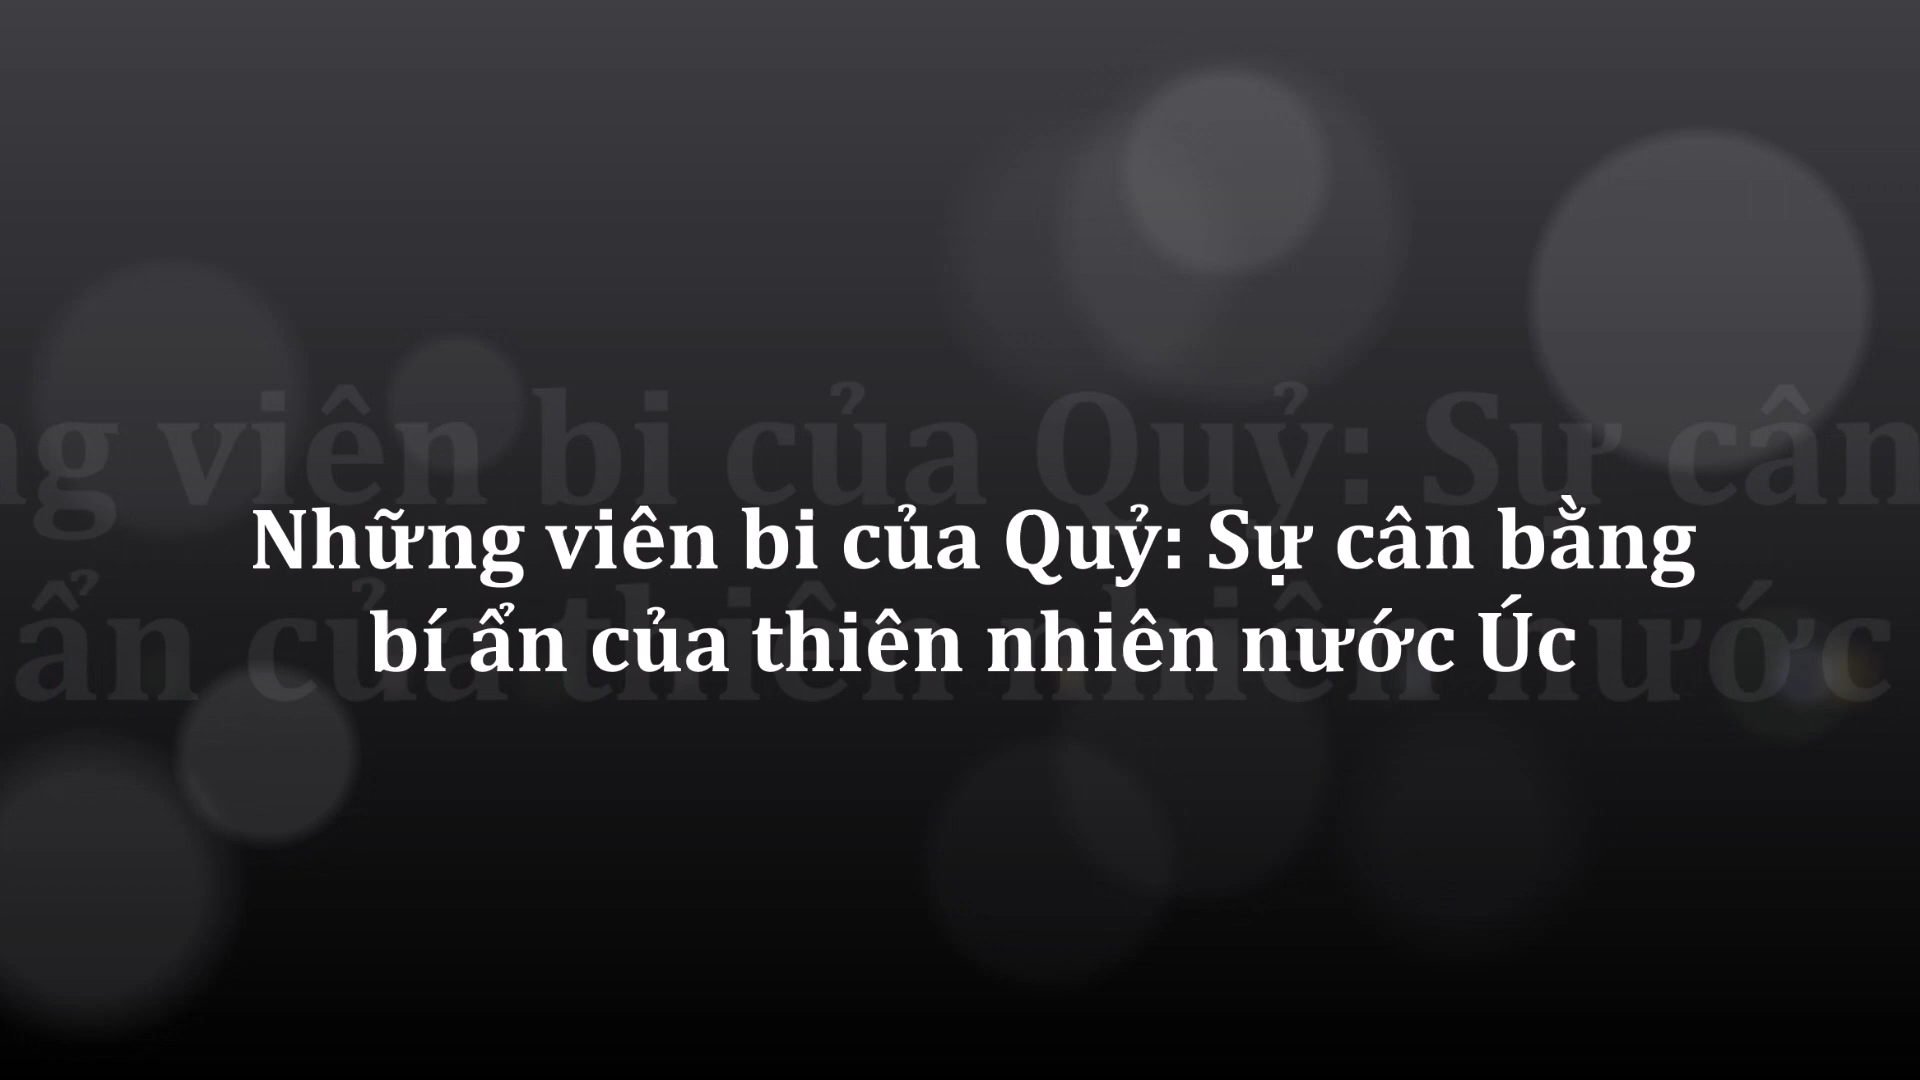 Những viên bi của Quỷ: Sự cân bằng
bí ẩn của thiên nhiên nước Úc